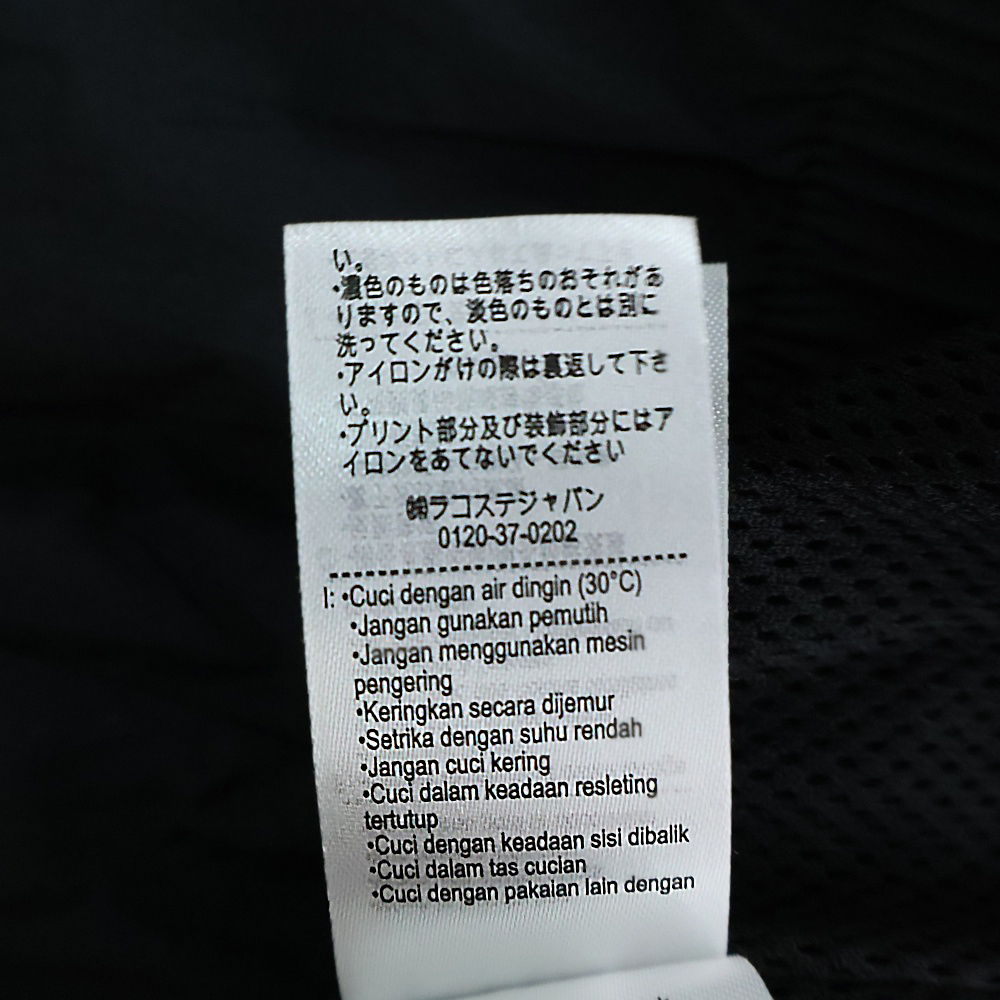 い。
・濃色のものは色落ちのおそれがあ
りますので、淡色のものとは別に
洗ってください。
・アイロンがけの際は裏返して下さ
い。
・プリント部分及び装飾部分にはア
イロンをあてないでください
㈱ラコステジャパン
0120-37-0202
I: •Cuci dengan air dingin (30°C)
•Jangan gunakan pemutih
•Jangan menggunakan mesin
pengering
•Keringkan secara dijemur
•Setrika dengan suhu rendah
•Jangan cuci kering
•Cuci dalam keadaan resleting
tertutup
•Cuci dengan keadaan sisi dibalik
•Cuci dalam tas cucian
•Cuci dengan pakaian lain dengan